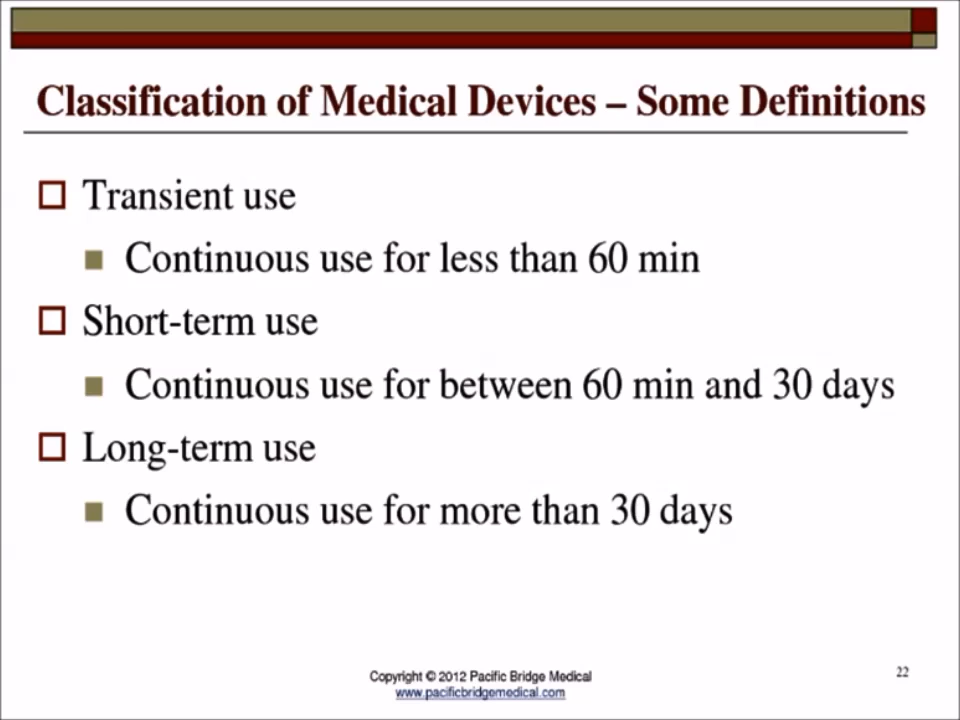 Classification of Medical Devices – Some Definitions
Transient use
Continuous use for less than 60 min
Short-term use
Continuous use for between 60 min and 30 days
Long-term use
Continuous use for more than 30 days
Copyright © 2012 Pacific Bridge Medical
www.pacificbridgemedical.com
22